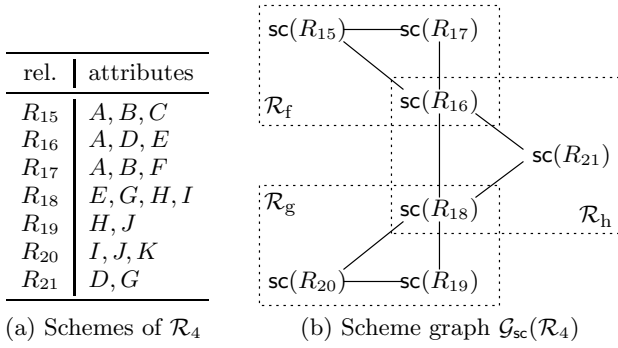 rel. attributes
R₁₅ A, B, C
R₁₆ A, D, E
R₁₇ A, B, F
R₁₈ E, G, H, I
R₁₉ H, J
R₂₀ I, J, K
R₂₁ D, G
(a) Schemes of ℛ₄
sc(R₁₅) sc(R₁₇)
ℛf sc(R₁₆)
sc(R₂₁)
ℛg sc(R₁₈)
ℛh
sc(R₂₀) sc(R₁₉)
(b) Scheme graph 𝒢sc(ℛ₄)